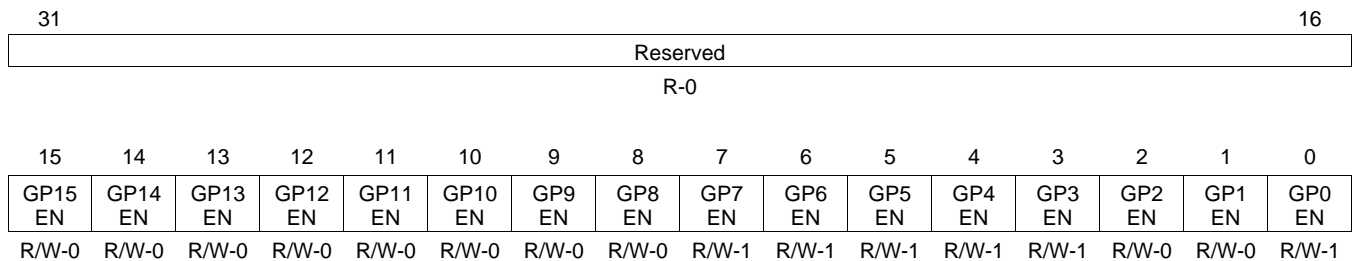 31 16
Reserved
R-0
15 14 13 12 11 10 9 8 7 6 5 4 3 2 1 0
GP15 GP14 GP13 GP12 GP11 GP10 GP9 GP8 GP7 GP6 GP5 GP4 GP3 GP2 GP1 GP0
EN EN EN EN EN EN EN EN EN EN EN EN EN EN EN EN
R/W-0 R/W-0 R/W-0 R/W-0 R/W-0 R/W-0 R/W-0 R/W-0 R/W-1 R/W-1 R/W-1 R/W-1 R/W-1 R/W-0 R/W-0 R/W-1